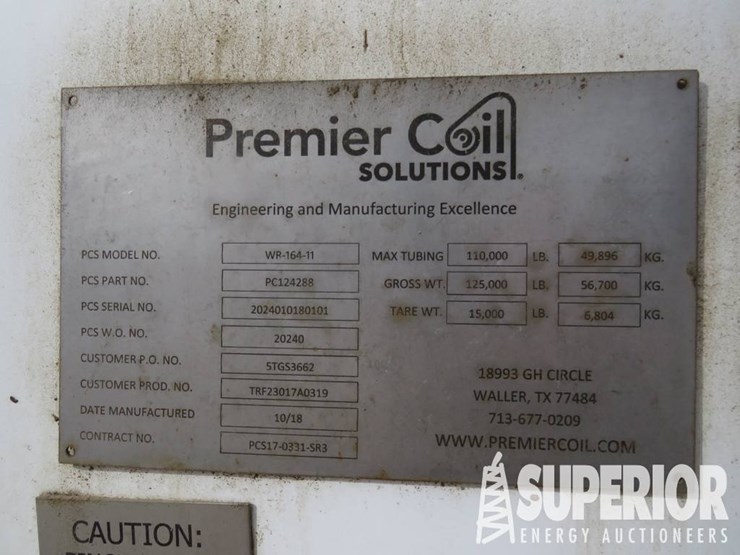 Premier Coil
SOLUTIONS
Engineering and Manufacturing Excellence
PCS MODEL NO. WR-164-11 MAX TUBING 110,000 LB. 49,896 KG.
PCS PART NO. PC124288 GROSS WT. 125,000 LB. 56,700 KG.
PCS SERIAL NO. 2024010180101 TARE WT. 15,000 LB. 6,804 KG.
PCS W.O. NO. 20240
CUSTOMER P.O. NO. 5TGS3662
CUSTOMER PROD. NO. TRF23017A0319
DATE MANUFACTURED 10/18
CONTRACT NO. PCS17-0331-SR3
18993 GH CIRCLE
WALLER, TX 77484
713-677-0209
WWW.PREMIERCOIL.COM
CAUTION:
SUPERIOR
ENERGY AUCTIONEERS